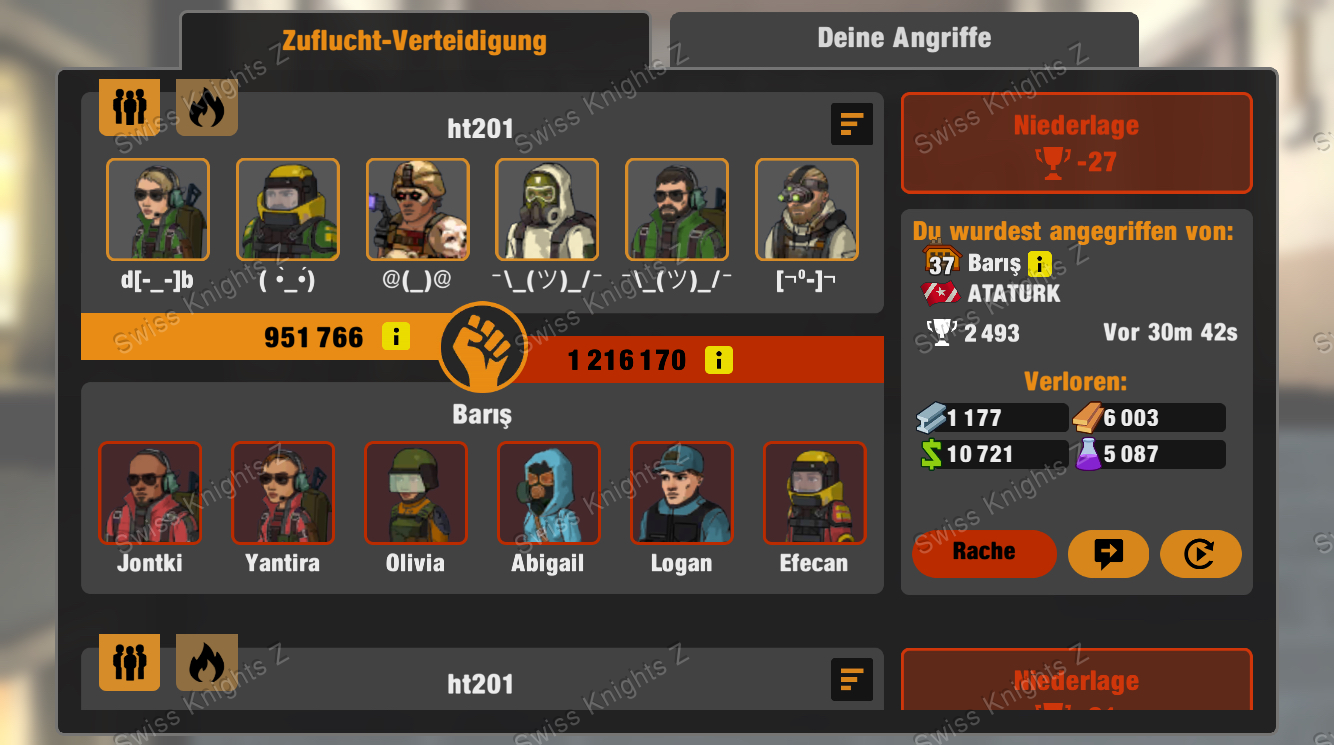 Zuflucht-Verteidigung
Deine Angriffe
ht201
d[-_-]b
( •̀_•́)
@(_)@
¯\_(ツ)_/¯
¯\_(ツ)_/¯
[¬º-]¬
951 766
i
1 216 170
i
Barış
Jontki
Yantira
Olivia
Abigail
Logan
Efecan
Niederlage
-27
Du wurdest angegriffen von:
37 Barış i
ATATURK
2 493
Vor 30m 42s
Verloren:
1 177
6 003
10 721
5 087
Rache
ht201
Niederlage
Swiss Knights Z